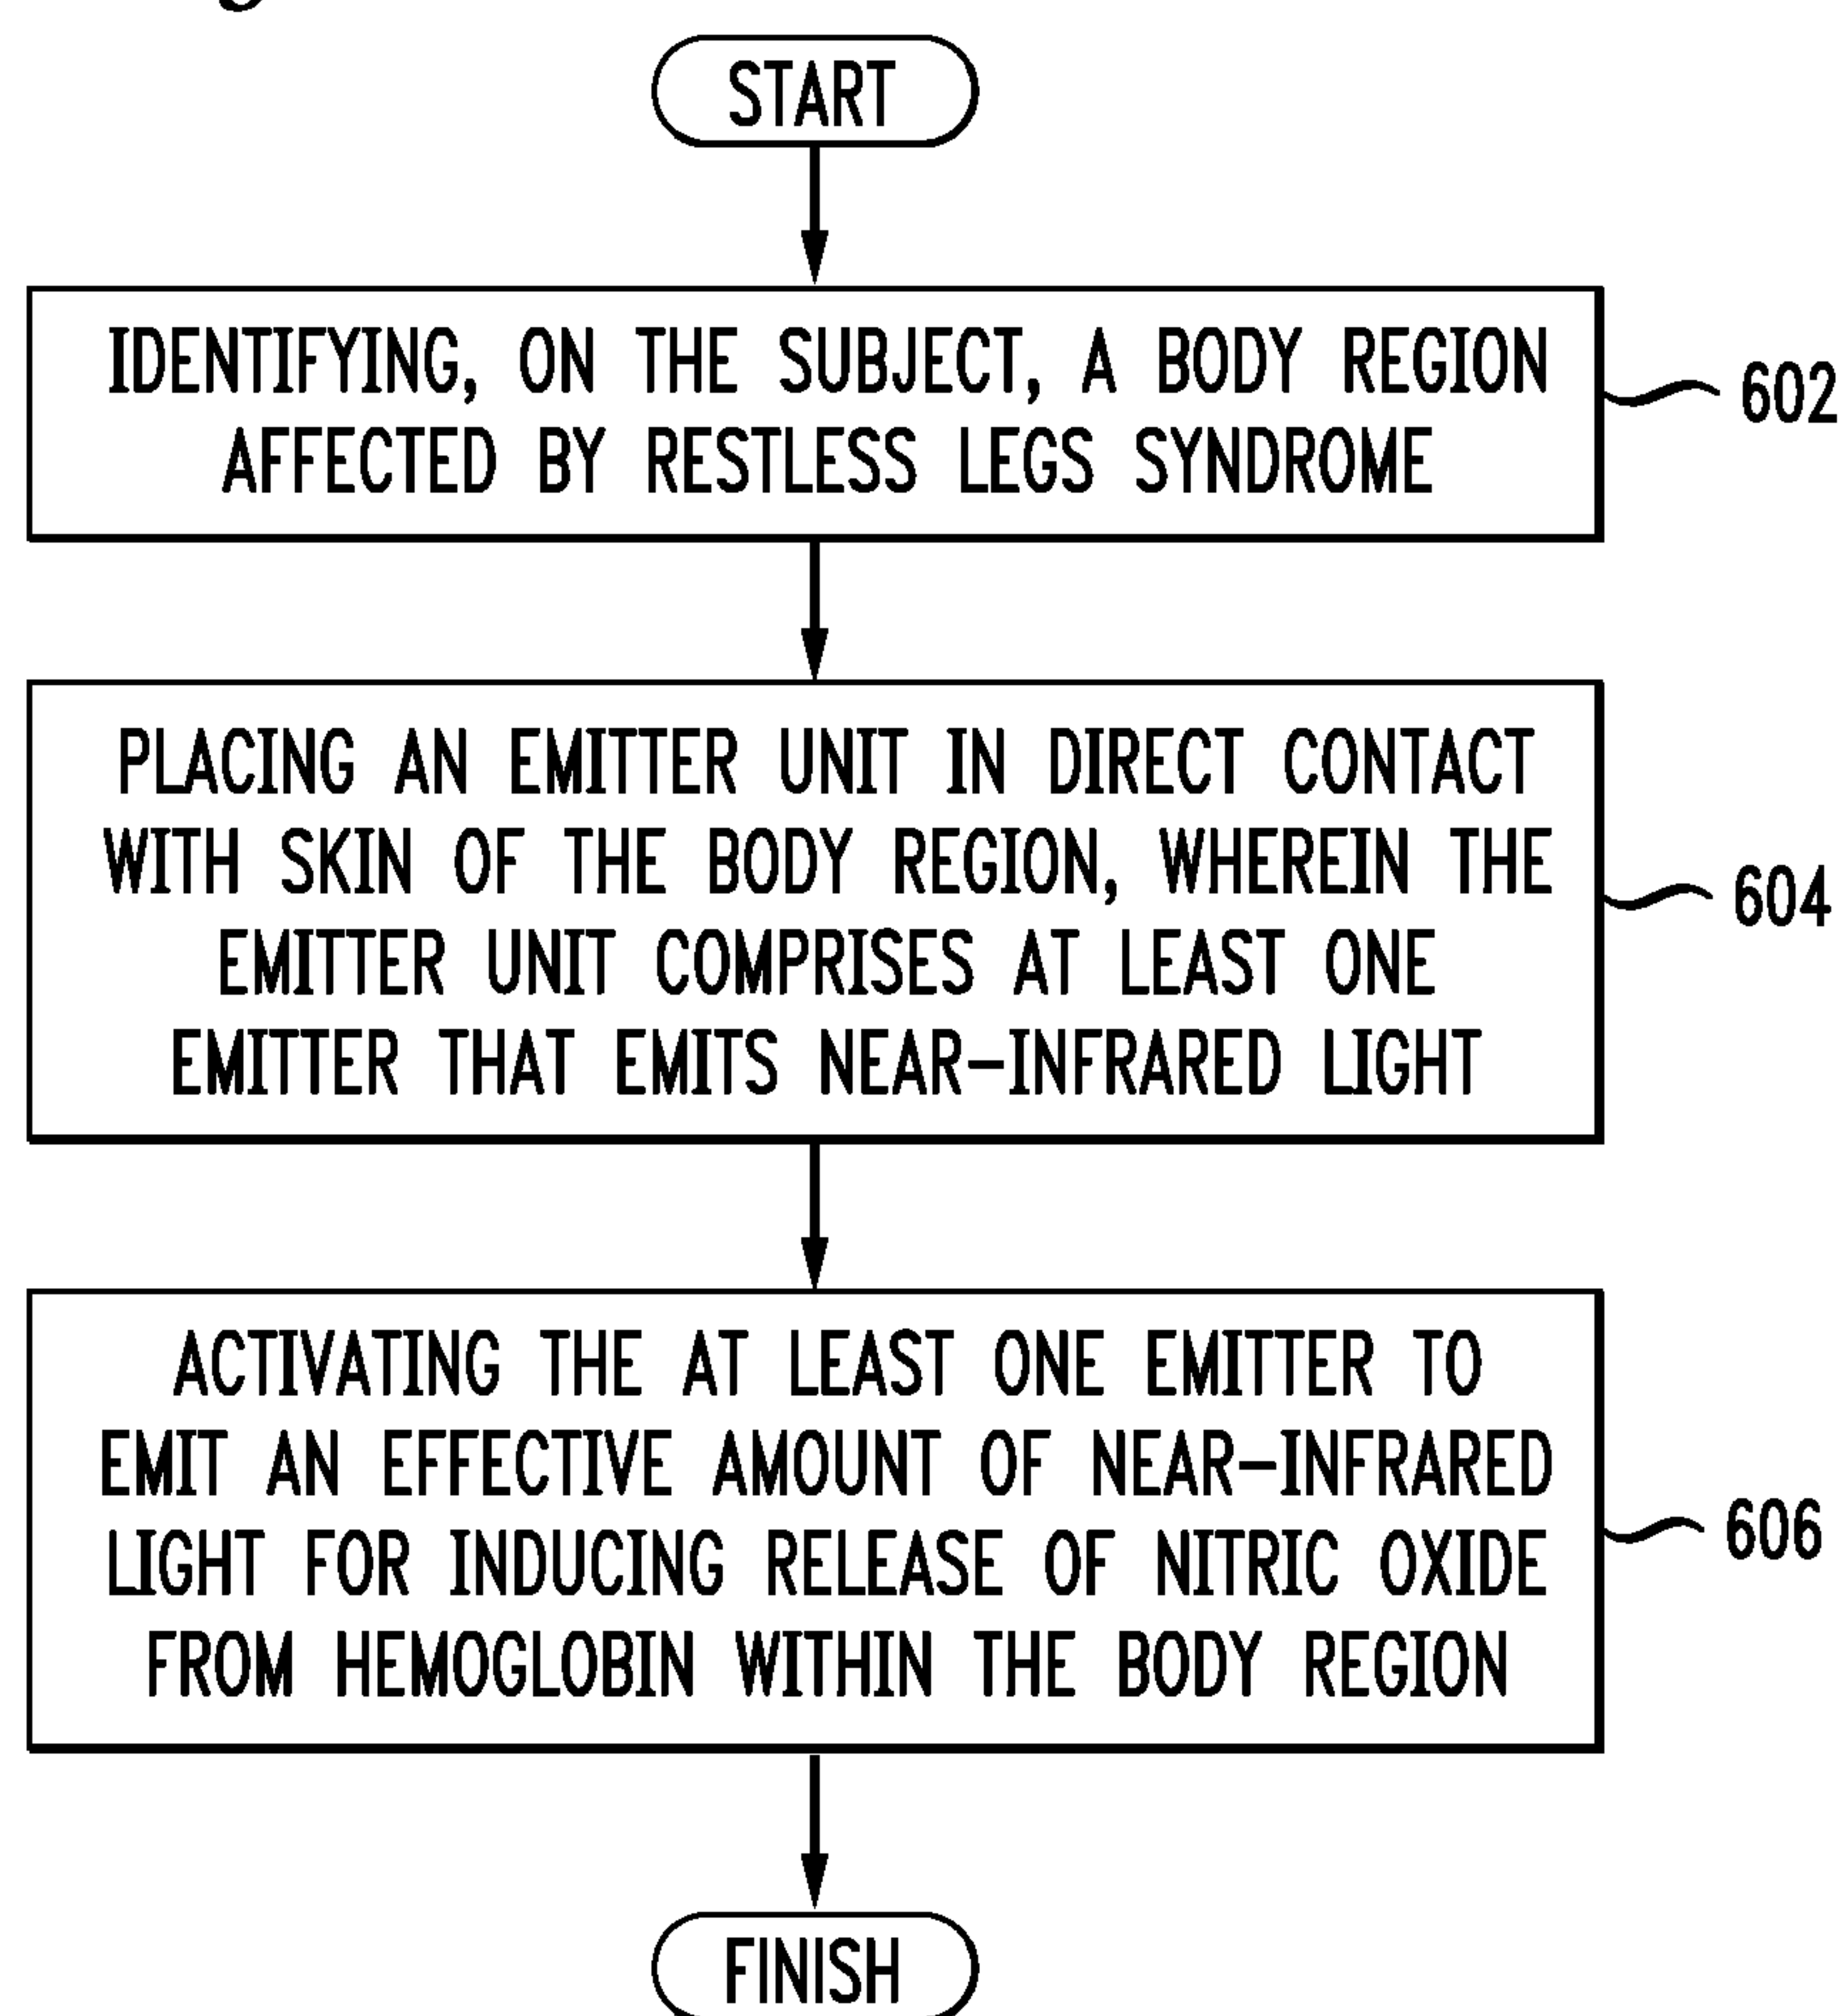 START
IDENTIFYING, ON THE SUBJECT, A BODY REGION
AFFECTED BY RESTLESS LEGS SYNDROME
602
PLACING AN EMITTER UNIT IN DIRECT CONTACT
WITH SKIN OF THE BODY REGION, WHEREIN THE
EMITTER UNIT COMPRISES AT LEAST ONE
EMITTER THAT EMITS NEAR-INFRARED LIGHT
604
ACTIVATING THE AT LEAST ONE EMITTER TO
EMIT AN EFFECTIVE AMOUNT OF NEAR-INFRARED
LIGHT FOR INDUCING RELEASE OF NITRIC OXIDE
FROM HEMOGLOBIN WITHIN THE BODY REGION
606
FINISH